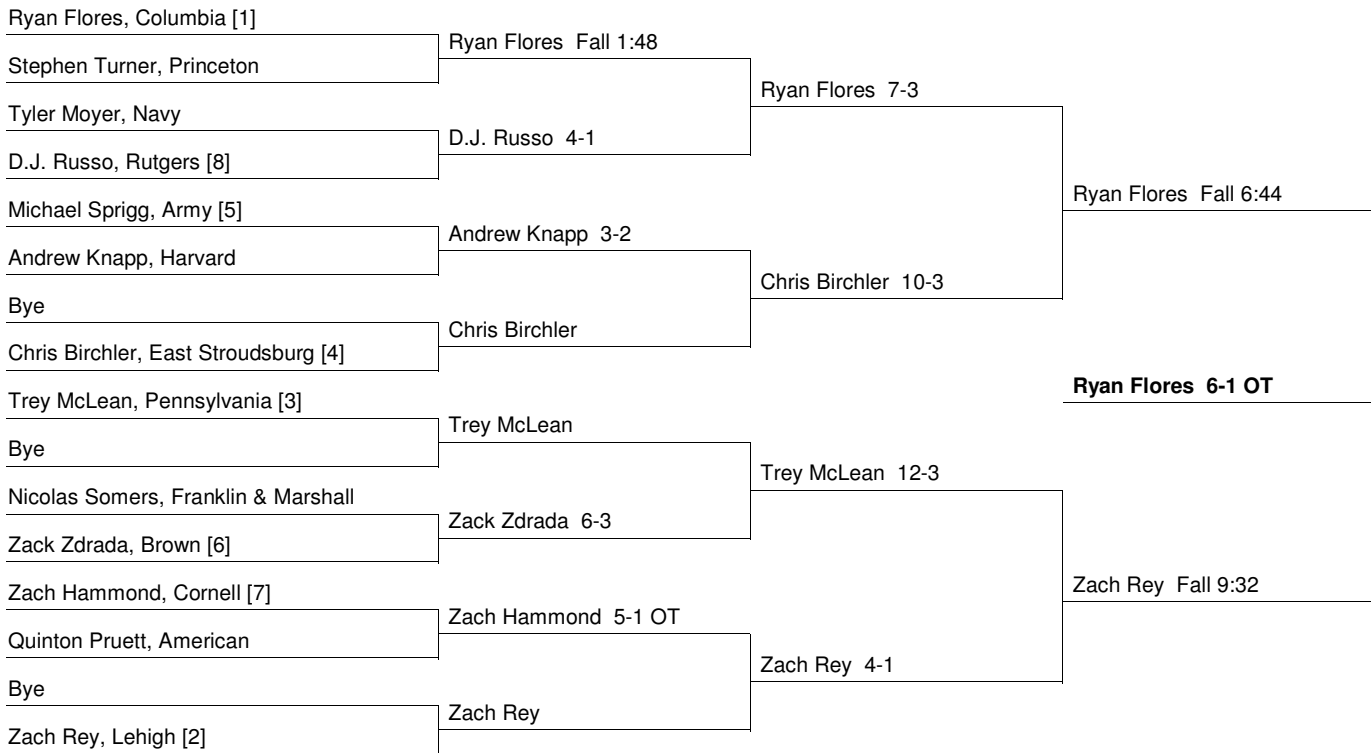 Ryan Flores, Columbia [1]
Ryan Flores  Fall 1:48
Stephen Turner, Princeton
Ryan Flores  7-3
Tyler Moyer, Navy
D.J. Russo  4-1
D.J. Russo, Rutgers [8]
Ryan Flores  Fall 6:44
Michael Sprigg, Army [5]
Andrew Knapp  3-2
Andrew Knapp, Harvard
Chris Birchler  10-3
Bye
Chris Birchler
Chris Birchler, East Stroudsburg [4]
Ryan Flores  6-1 OT
Trey McLean, Pennsylvania [3]
Trey McLean
Bye
Trey McLean  12-3
Nicolas Somers, Franklin & Marshall
Zack Zdrada  6-3
Zack Zdrada, Brown [6]
Zach Rey  Fall 9:32
Zach Hammond, Cornell [7]
Zach Hammond  5-1 OT
Quinton Pruett, American
Zach Rey  4-1
Bye
Zach Rey
Zach Rey, Lehigh [2]